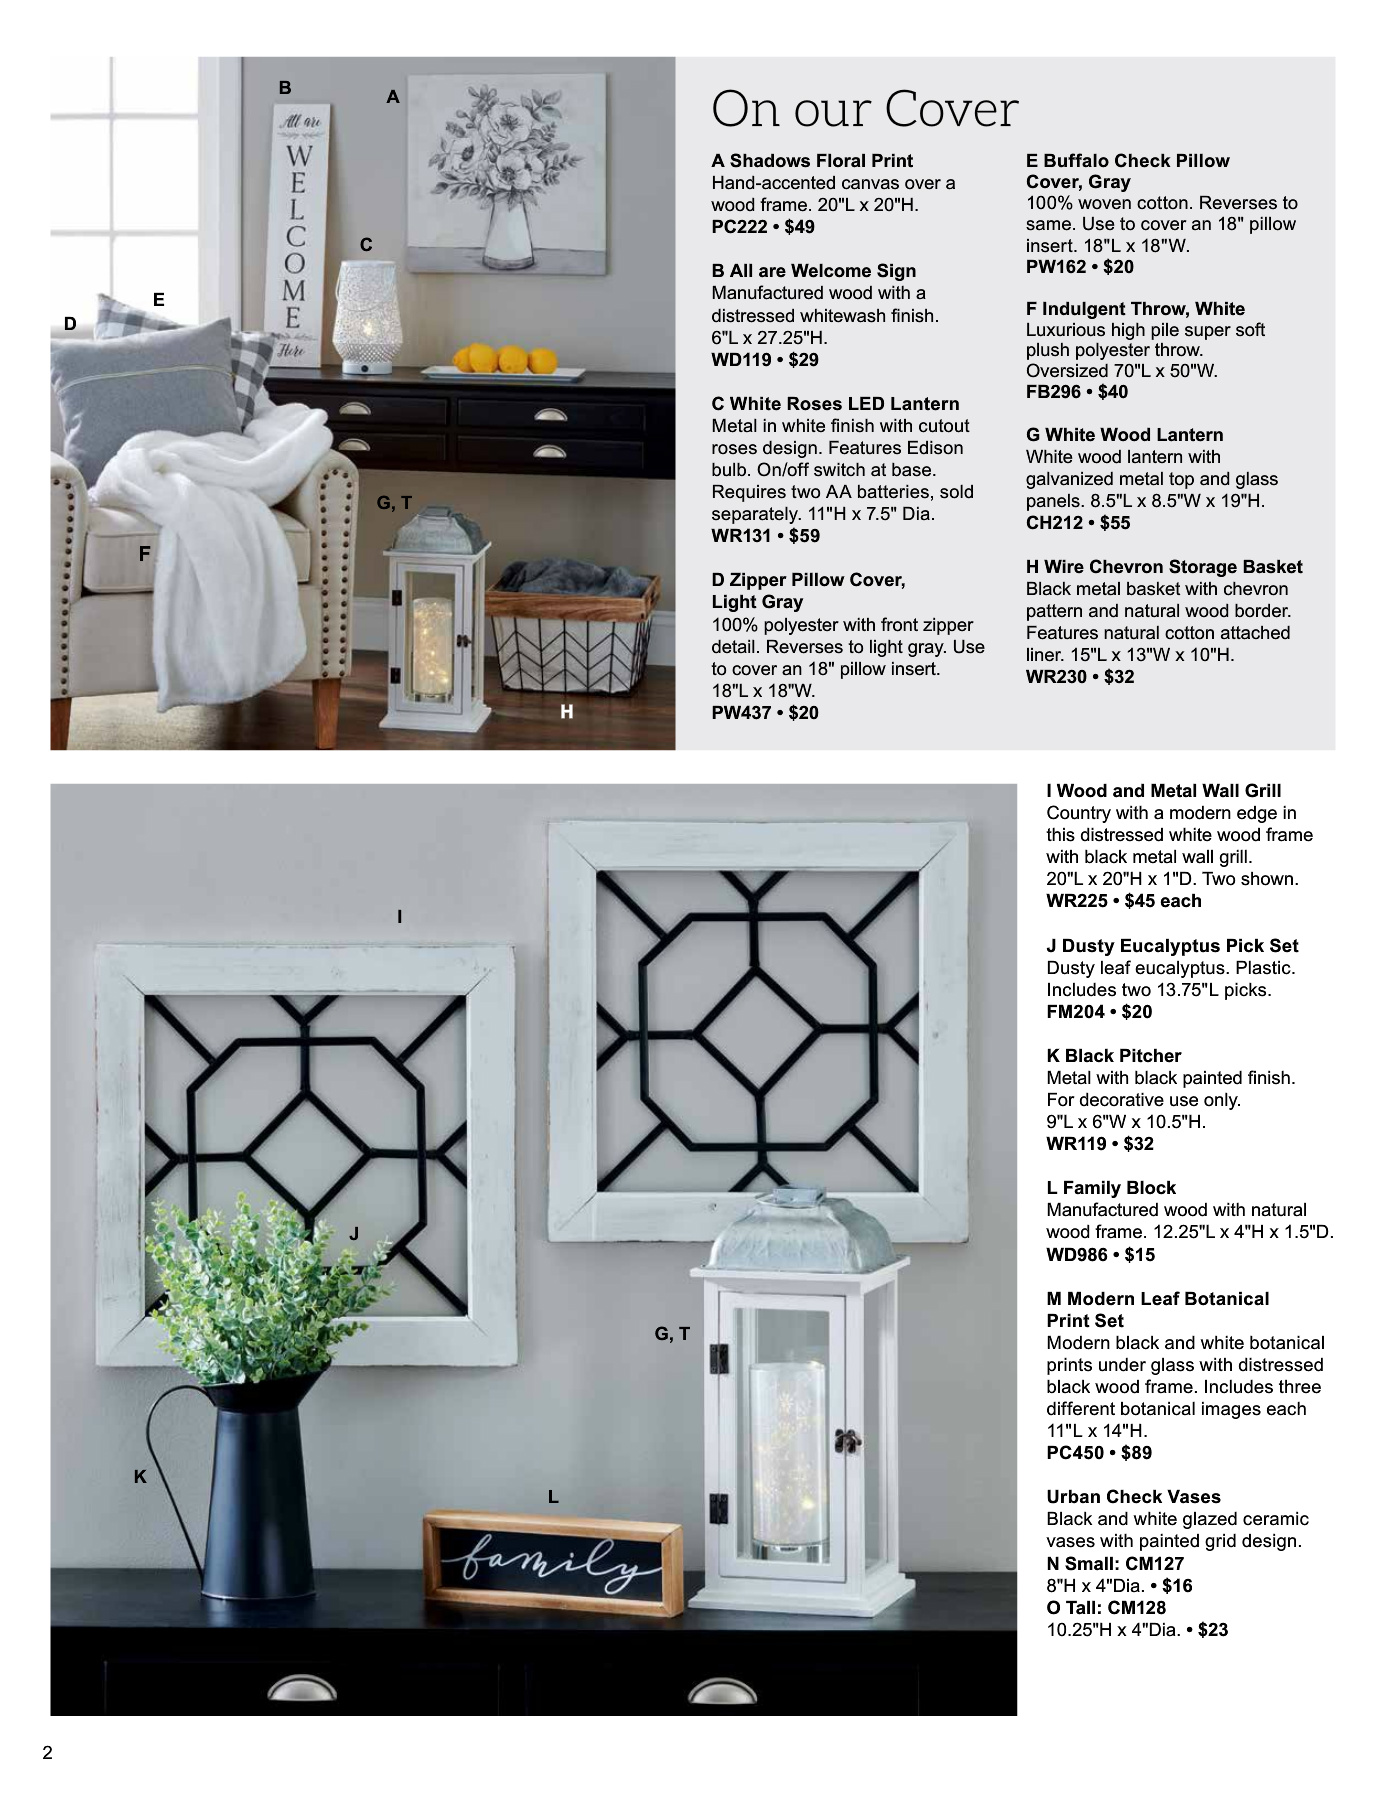 B
A
All are
WELCOME
Here
C
E
D
G, T
F
H
On our Cover
A Shadows Floral Print
Hand-accented canvas over a
wood frame. 20"L x 20"H.
PC222 • $49
B All are Welcome Sign
Manufactured wood with a
distressed whitewash finish.
6"L x 27.25"H.
WD119 • $29
C White Roses LED Lantern
Metal in white finish with cutout
roses design. Features Edison
bulb. On/off switch at base.
Requires two AA batteries, sold
separately. 11"H x 7.5" Dia.
WR131 • $59
D Zipper Pillow Cover,
Light Gray
100% polyester with front zipper
detail. Reverses to light gray. Use
to cover an 18" pillow insert.
18"L x 18"W.
PW437 • $20
E Buffalo Check Pillow
Cover, Gray
100% woven cotton. Reverses to
same. Use to cover an 18" pillow
insert. 18"L x 18"W.
PW162 • $20
F Indulgent Throw, White
Luxurious high pile super soft
plush polyester throw.
Oversized 70"L x 50"W.
FB296 • $40
G White Wood Lantern
White wood lantern with
galvanized metal top and glass
panels. 8.5"L x 8.5"W x 19"H.
CH212 • $55
H Wire Chevron Storage Basket
Black metal basket with chevron
pattern and natural wood border.
Features natural cotton attached
liner. 15"L x 13"W x 10"H.
WR230 • $32
I
J
G, T
K
L
family
I Wood and Metal Wall Grill
Country with a modern edge in
this distressed white wood frame
with black metal wall grill.
20"L x 20"H x 1"D. Two shown.
WR225 • $45 each
J Dusty Eucalyptus Pick Set
Dusty leaf eucalyptus. Plastic.
Includes two 13.75"L picks.
FM204 • $20
K Black Pitcher
Metal with black painted finish.
For decorative use only.
9"L x 6"W x 10.5"H.
WR119 • $32
L Family Block
Manufactured wood with natural
wood frame. 12.25"L x 4"H x 1.5"D.
WD986 • $15
M Modern Leaf Botanical
Print Set
Modern black and white botanical
prints under glass with distressed
black wood frame. Includes three
different botanical images each
11"L x 14"H.
PC450 • $89
Urban Check Vases
Black and white glazed ceramic
vases with painted grid design.
N Small: CM127
8"H x 4"Dia. • $16
O Tall: CM128
10.25"H x 4"Dia. • $23
2